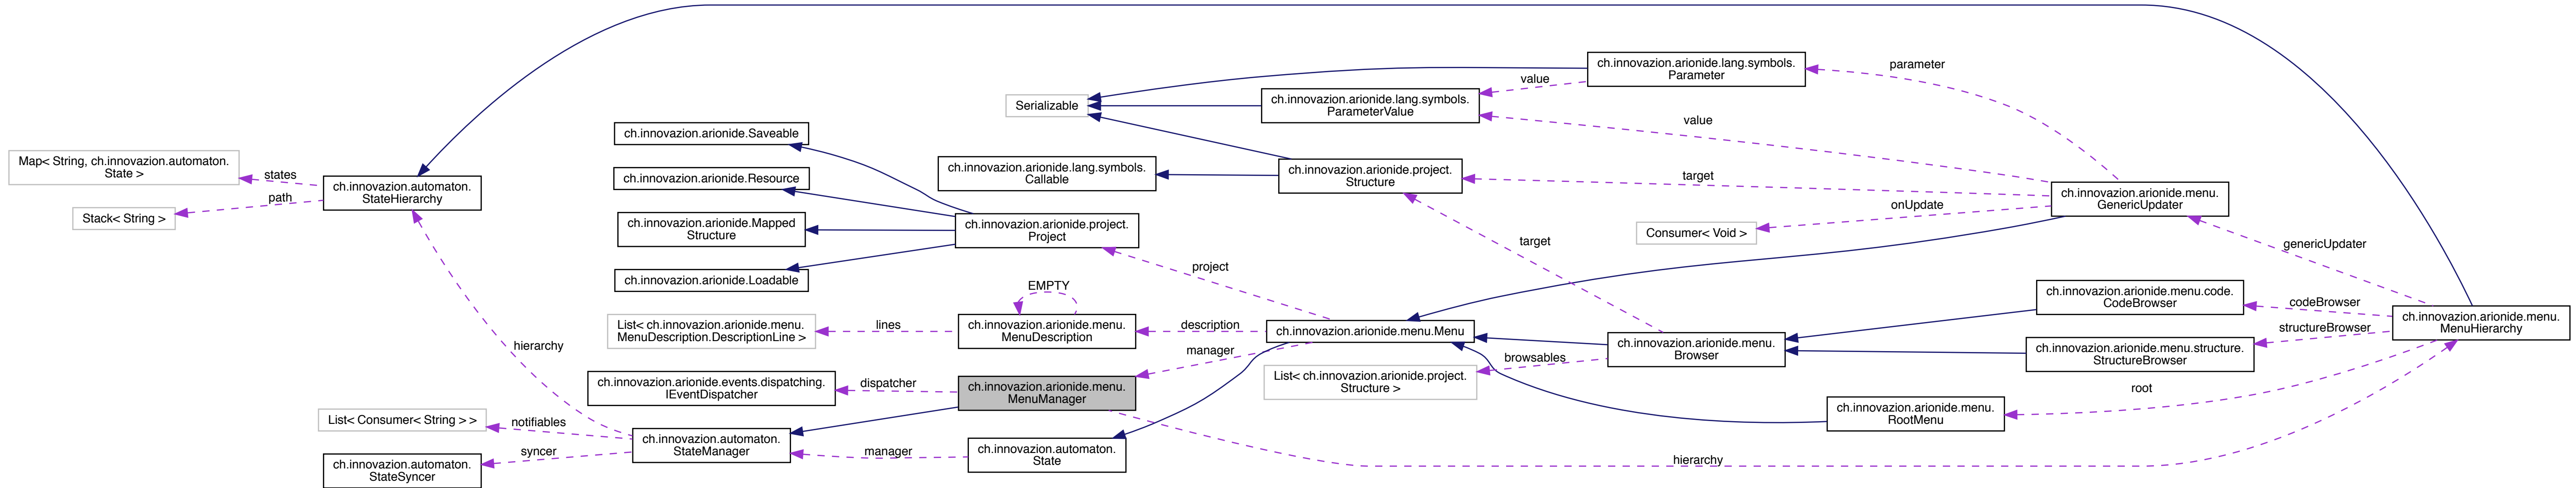 Map< String, ch.innovazion.automaton.
State >
Stack< String >
states
path
ch.innovazion.automaton.
StateHierarchy
hierarchy
List< Consumer< String > >
notifiables
ch.innovazion.automaton.
StateSyncer
syncer
ch.innovazion.arionide.Saveable
ch.innovazion.arionide.Resource
ch.innovazion.arionide.Mapped
Structure
ch.innovazion.arionide.Loadable
List< ch.innovazion.arionide.menu.
MenuDescription.DescriptionLine >
lines
ch.innovazion.arionide.events.dispatching.
IEventDispatcher
dispatcher
ch.innovazion.automaton.
StateManager
manager
Serializable
ch.innovazion.arionide.lang.symbols.
Callable
ch.innovazion.arionide.project.
Project
EMPTY
ch.innovazion.arionide.menu.
MenuDescription
ch.innovazion.arionide.menu.
MenuManager
ch.innovazion.automaton.
State
project
description
manager
ch.innovazion.arionide.lang.symbols.
ParameterValue
ch.innovazion.arionide.project.
Structure
ch.innovazion.arionide.menu.Menu
List< ch.innovazion.arionide.project.
Structure >
value
target
browsables
ch.innovazion.arionide.lang.symbols.
Parameter
value
target
Consumer< Void >
onUpdate
ch.innovazion.arionide.menu.
Browser
hierarchy
parameter
ch.innovazion.arionide.menu.
GenericUpdater
ch.innovazion.arionide.menu.code.
CodeBrowser
ch.innovazion.arionide.menu.structure.
StructureBrowser
ch.innovazion.arionide.menu.
RootMenu
genericUpdater
codeBrowser
structureBrowser
root
ch.innovazion.arionide.menu.
MenuHierarchy